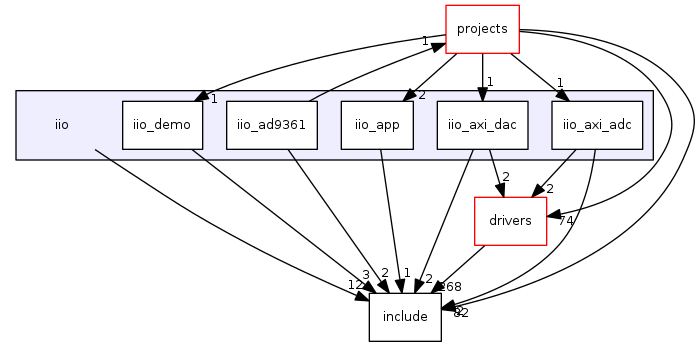 projects
1
1
2
1
1
iio
iio_demo
iio_ad9361
iio_app
iio_axi_dac
iio_axi_adc
2
2
drivers
74
3
2
1
2
12
268
82
include